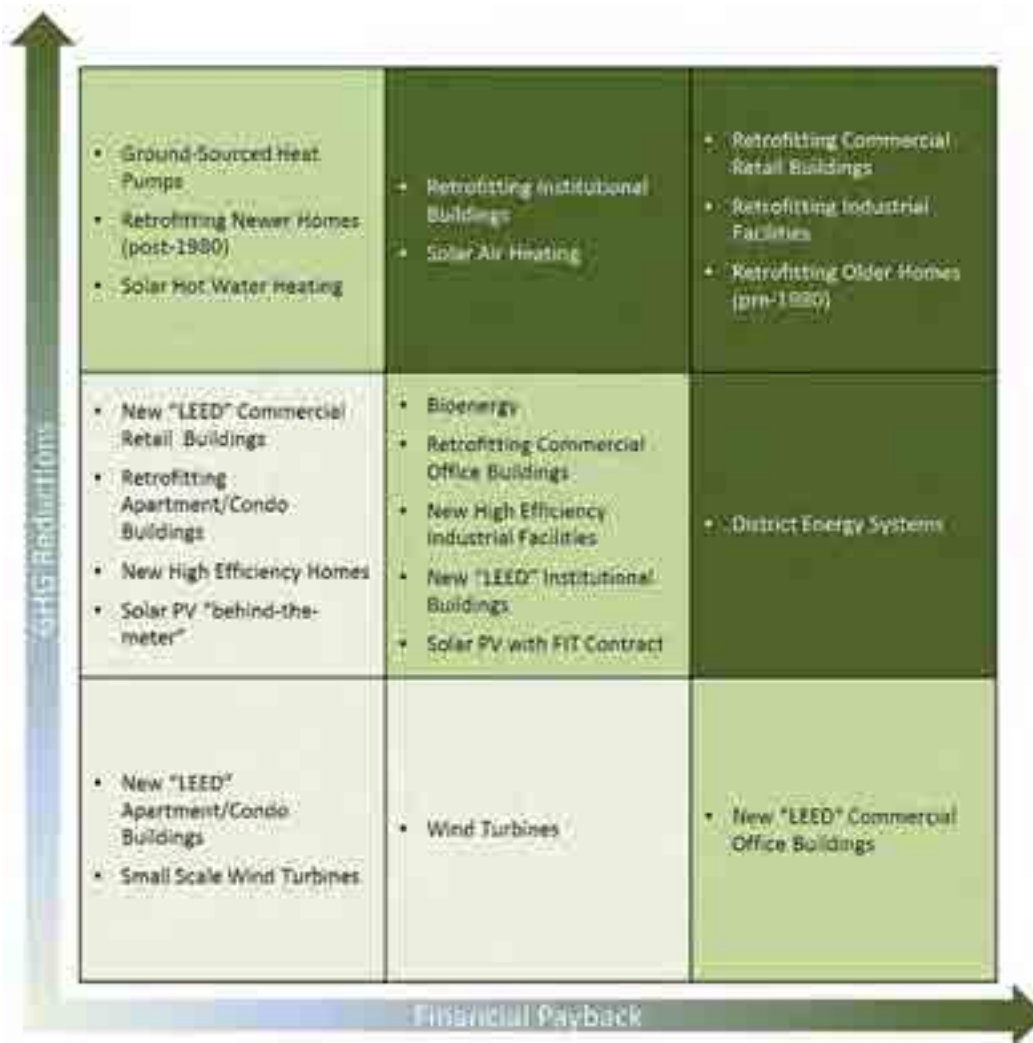 GHG Reductions
• Ground-Sourced Heat
Pumps
• Retrofitting Newer Homes
(post-1980)
• Solar Hot Water Heating
• Retrofitting Institutional
Buildings
• Solar Air Heating
• Retrofitting Commercial
Retail Buildings
• Retrofitting Industrial
Facilities
• Retrofitting Older Homes
(pre-1980)
• New "LEED" Commercial
Retail Buildings
• Retrofitting
Apartment/Condo
Buildings
• New High Efficiency Homes
• Solar PV "behind-the-
meter"
• Bioenergy
• Retrofitting Commercial
Office Buildings
• New High Efficiency
Industrial Facilities
• New "LEED" Institutional
Buildings
• Solar PV with FIT Contract
• District Energy Systems
• New "LEED"
Apartment/Condo
Buildings
• Small Scale Wind Turbines
• Wind Turbines
• New "LEED" Commercial
Office Buildings
Financial Payback